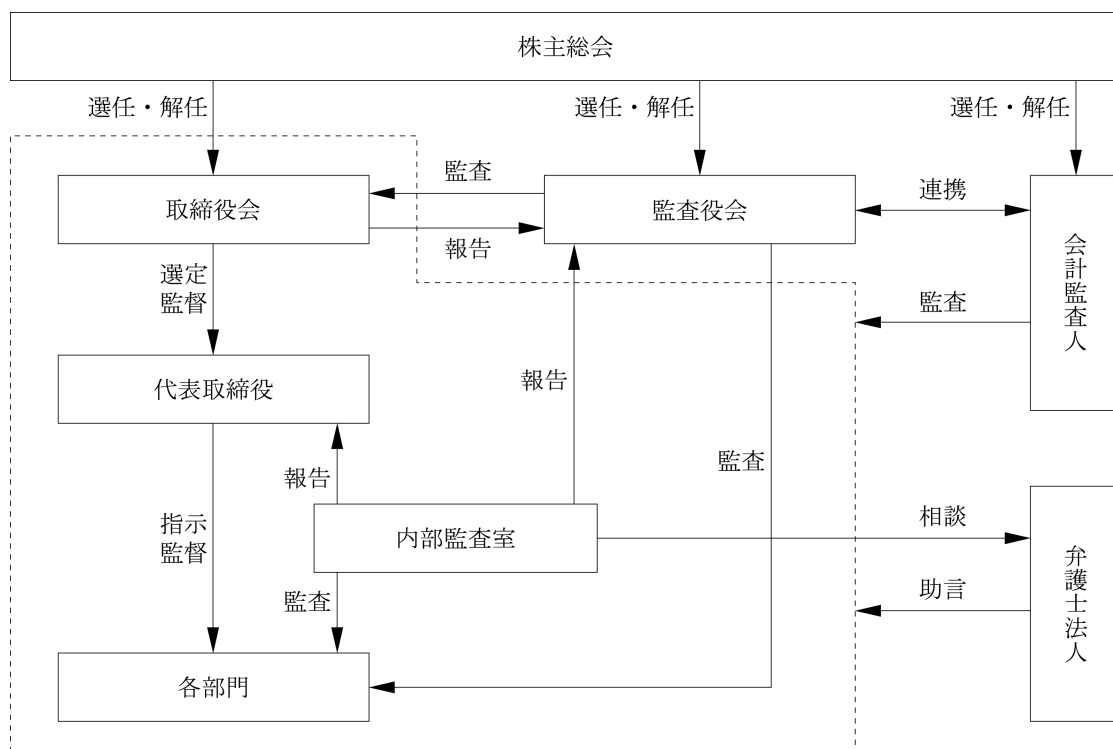 株主総会
選任・解任
選任・解任
選任・解任
監査
連携
取締役会
監査役会
報告
会計監査人
選定
監督
監査
代表取締役
報告
監査
報告
内部監査室
相談
指示
監督
弁護士法人
監査
助言
各部門